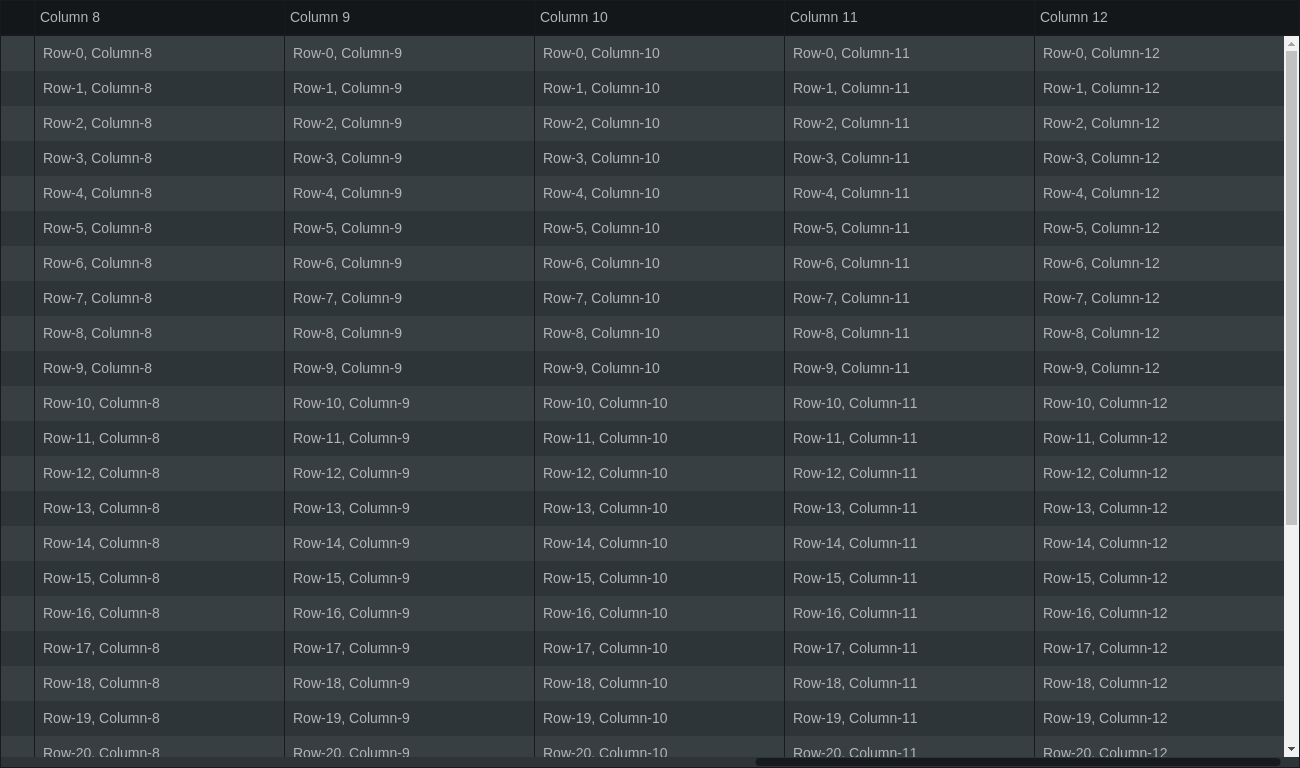 Column 8 Column 9 Column 10 Column 11 Column 12
Row-0, Column-8 Row-0, Column-9 Row-0, Column-10 Row-0, Column-11 Row-0, Column-12
Row-1, Column-8 Row-1, Column-9 Row-1, Column-10 Row-1, Column-11 Row-1, Column-12
Row-2, Column-8 Row-2, Column-9 Row-2, Column-10 Row-2, Column-11 Row-2, Column-12
Row-3, Column-8 Row-3, Column-9 Row-3, Column-10 Row-3, Column-11 Row-3, Column-12
Row-4, Column-8 Row-4, Column-9 Row-4, Column-10 Row-4, Column-11 Row-4, Column-12
Row-5, Column-8 Row-5, Column-9 Row-5, Column-10 Row-5, Column-11 Row-5, Column-12
Row-6, Column-8 Row-6, Column-9 Row-6, Column-10 Row-6, Column-11 Row-6, Column-12
Row-7, Column-8 Row-7, Column-9 Row-7, Column-10 Row-7, Column-11 Row-7, Column-12
Row-8, Column-8 Row-8, Column-9 Row-8, Column-10 Row-8, Column-11 Row-8, Column-12
Row-9, Column-8 Row-9, Column-9 Row-9, Column-10 Row-9, Column-11 Row-9, Column-12
Row-10, Column-8 Row-10, Column-9 Row-10, Column-10 Row-10, Column-11 Row-10, Column-12
Row-11, Column-8 Row-11, Column-9 Row-11, Column-10 Row-11, Column-11 Row-11, Column-12
Row-12, Column-8 Row-12, Column-9 Row-12, Column-10 Row-12, Column-11 Row-12, Column-12
Row-13, Column-8 Row-13, Column-9 Row-13, Column-10 Row-13, Column-11 Row-13, Column-12
Row-14, Column-8 Row-14, Column-9 Row-14, Column-10 Row-14, Column-11 Row-14, Column-12
Row-15, Column-8 Row-15, Column-9 Row-15, Column-10 Row-15, Column-11 Row-15, Column-12
Row-16, Column-8 Row-16, Column-9 Row-16, Column-10 Row-16, Column-11 Row-16, Column-12
Row-17, Column-8 Row-17, Column-9 Row-17, Column-10 Row-17, Column-11 Row-17, Column-12
Row-18, Column-8 Row-18, Column-9 Row-18, Column-10 Row-18, Column-11 Row-18, Column-12
Row-19, Column-8 Row-19, Column-9 Row-19, Column-10 Row-19, Column-11 Row-19, Column-12
Row-20, Column-8 Row-20, Column-9 Row-20, Column-10 Row-20, Column-11 Row-20, Column-12